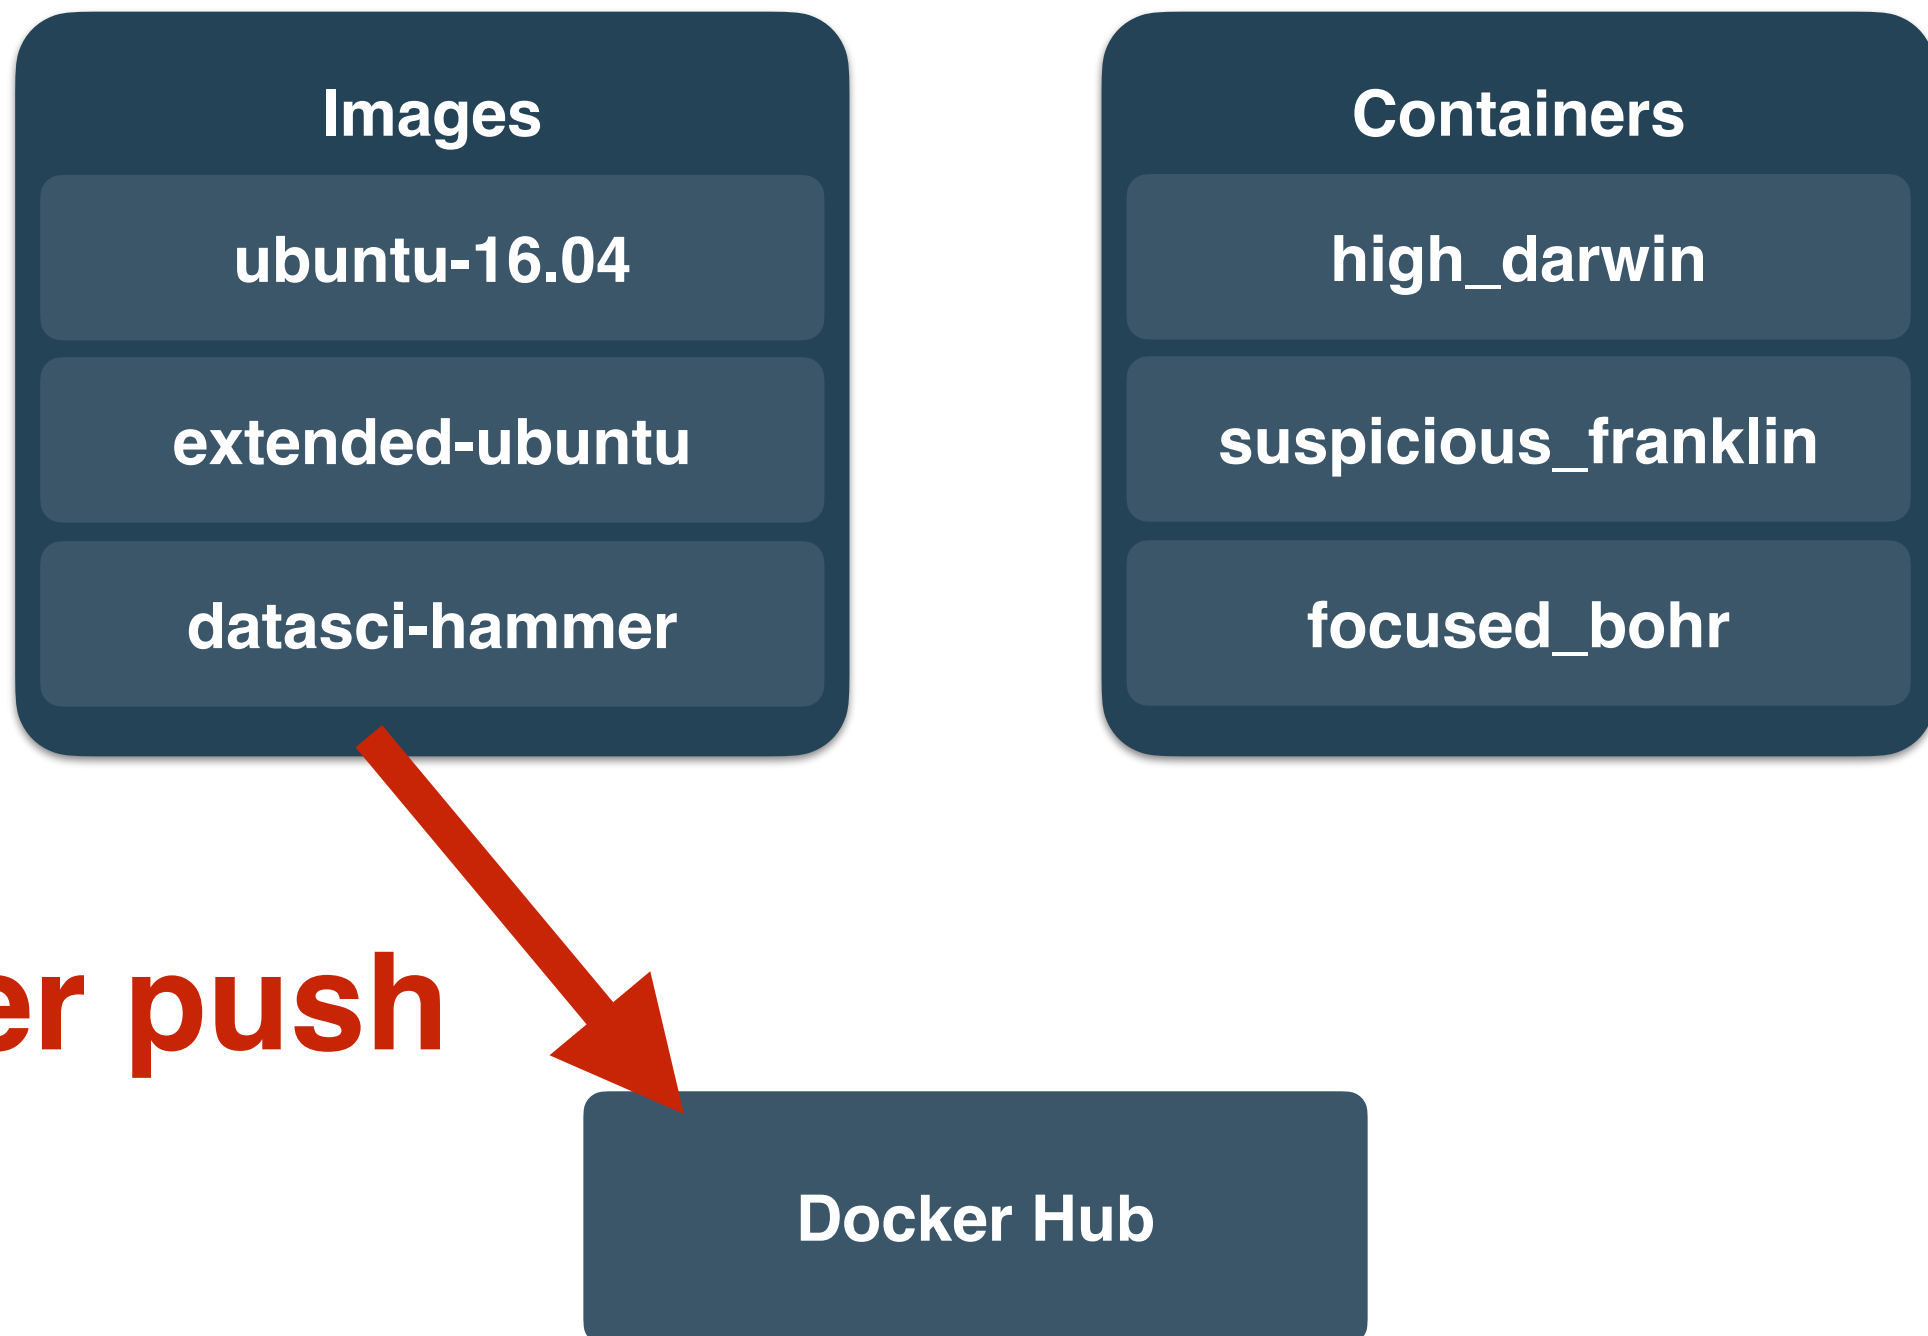 Images
ubuntu-16.04
extended-ubuntu
datasci-hammer
Containers
high_darwin
suspicious_franklin
focused_bohr
er push
Docker Hub